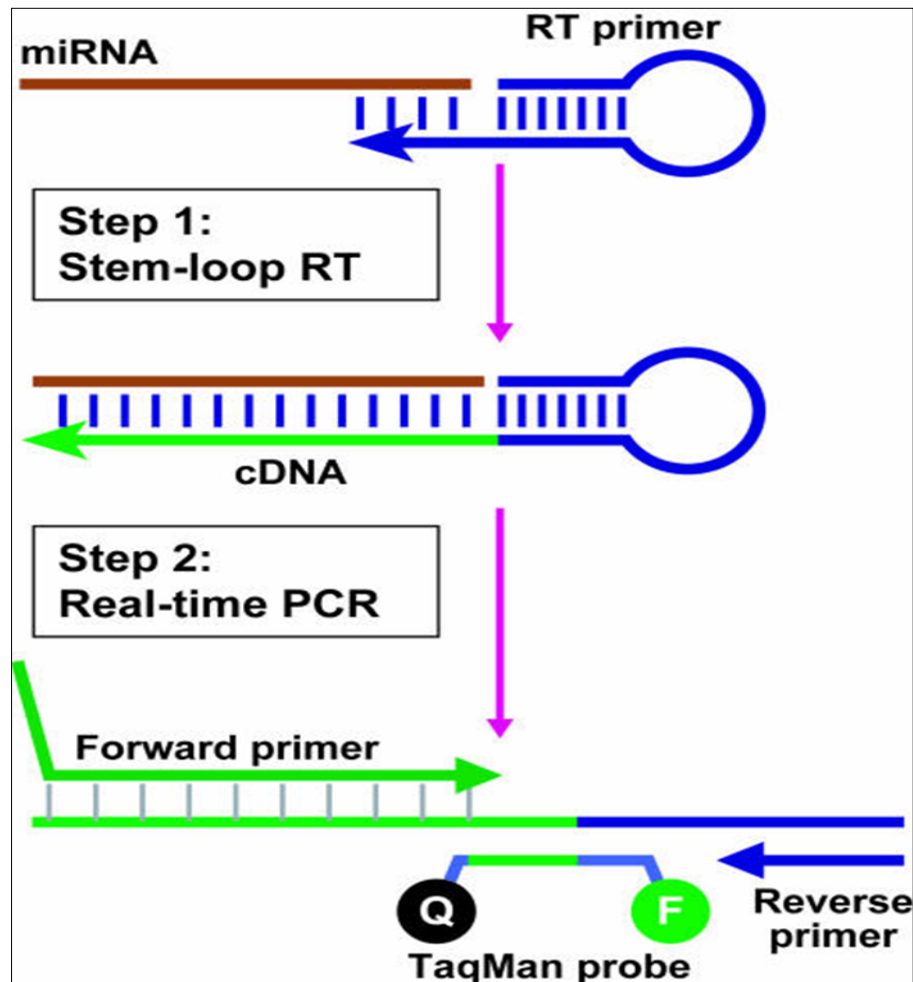 RT primer
miRNA
Step 1:
Stem-loop RT
cDNA
Step 2:
Real-time PCR
Forward primer
Q
F
Reverse
primer
TaqMan probe